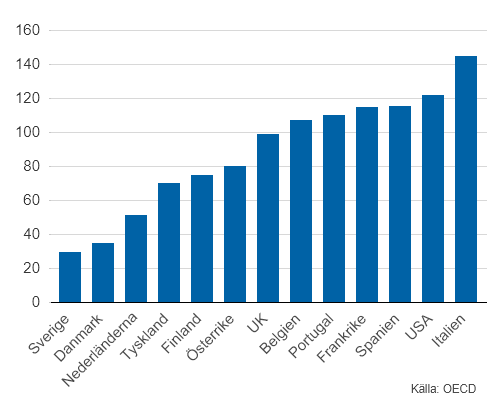 160
140
120
100
80
60
40
20
0
Sverige
Danmark
Nederländerna
Tyskland
Finland
Österrike
UK
Belgien
Portugal
Frankrike
Spanien
USA
Italien
Källa: OECD